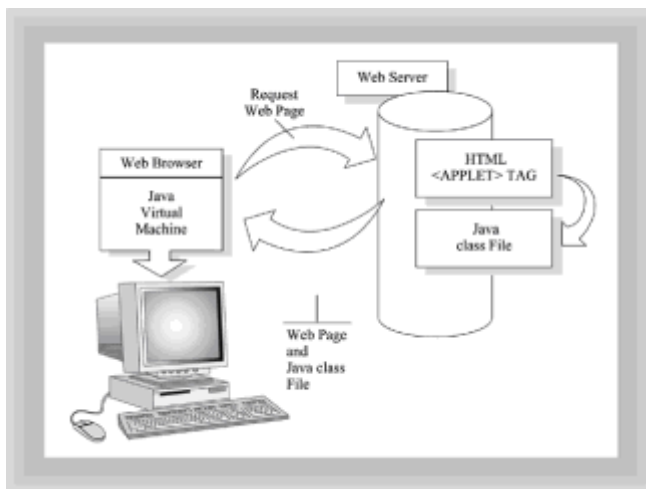 Web Server
Request
Web Page
Web Browser
Java
Virtual
Machine
HTML
<APPLET> TAG
Java
class File
Web Page
and
Java class
File